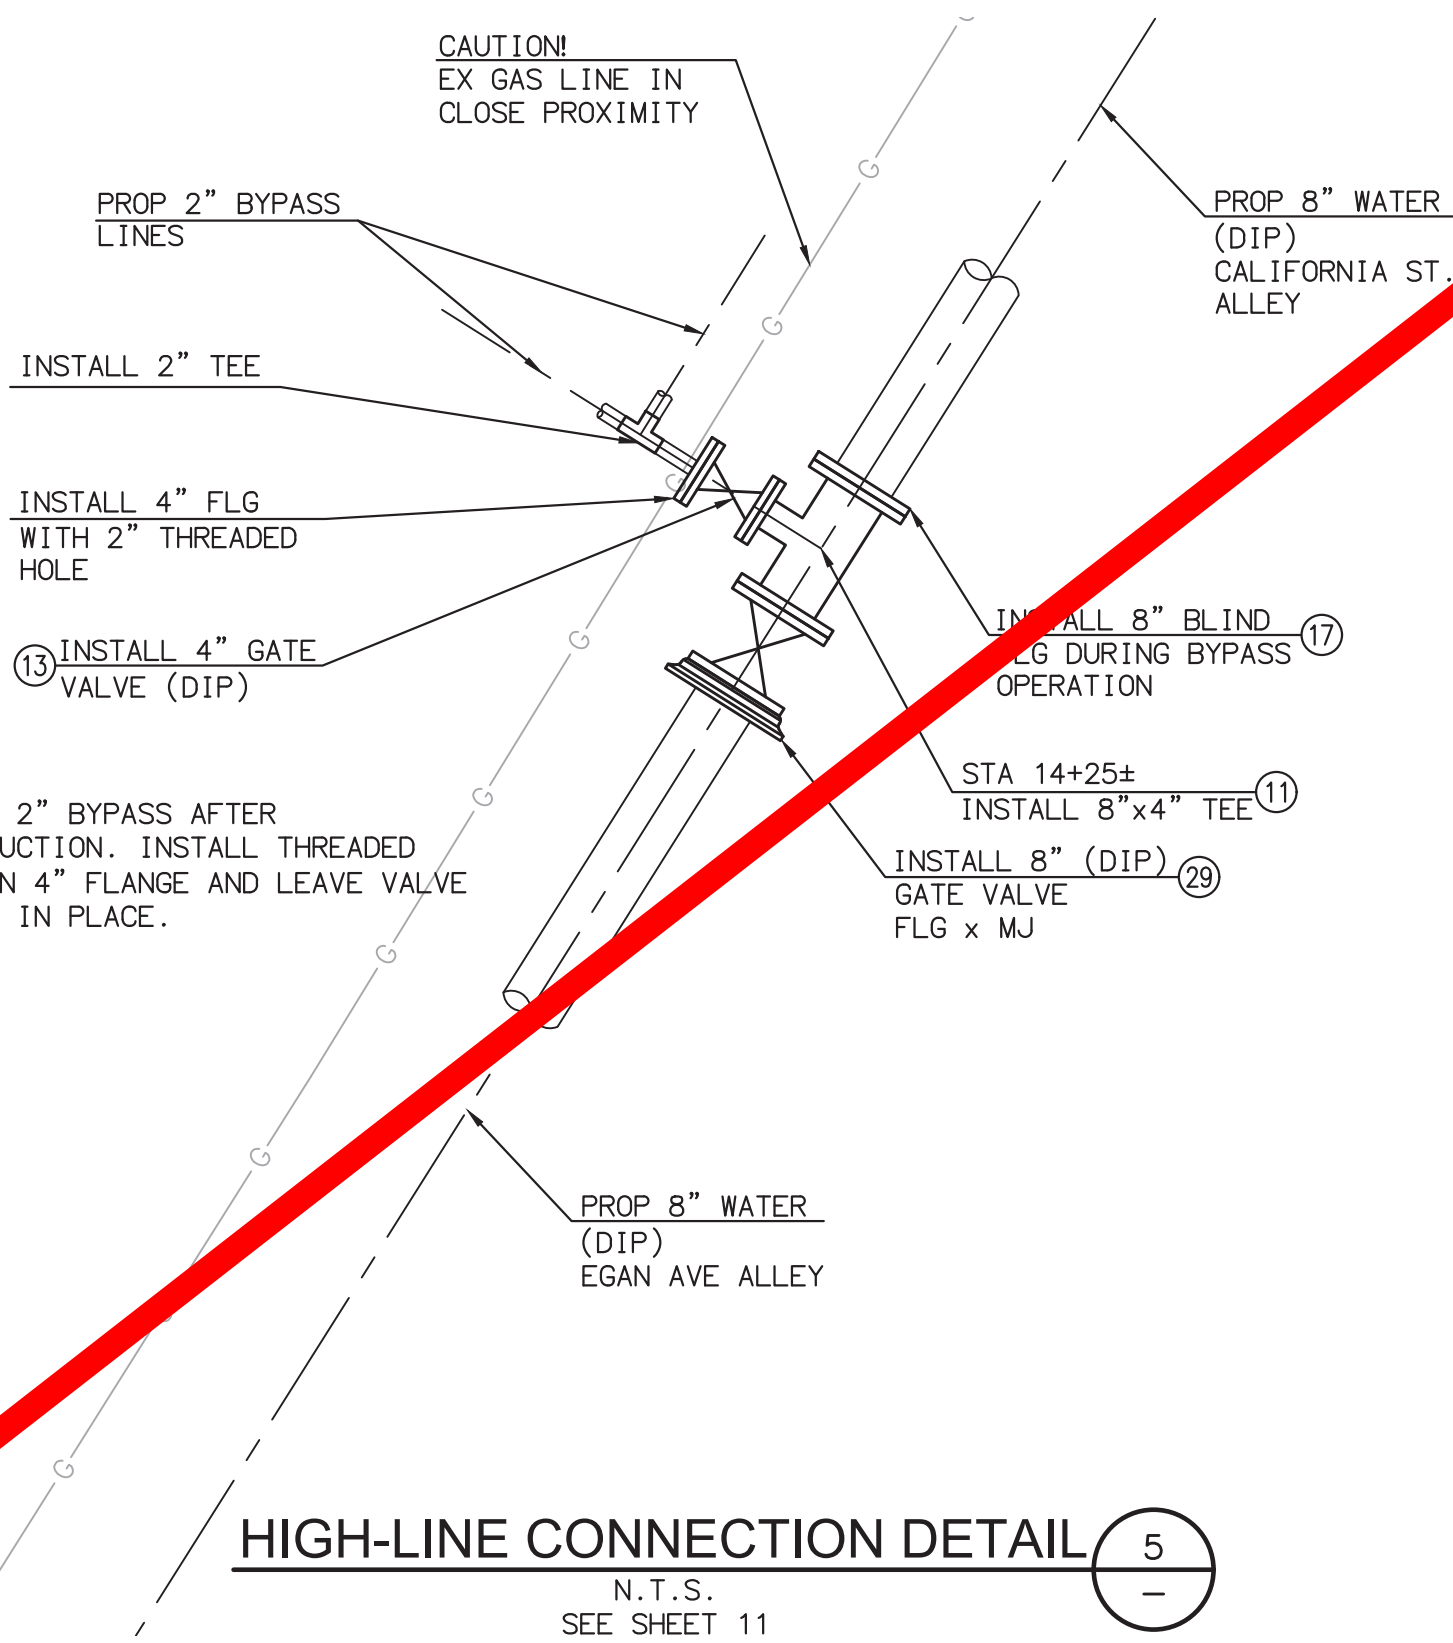 CAUTION!
EX GAS LINE IN
CLOSE PROXIMITY
PROP 2” BYPASS
LINES
PROP 8” WATER
(DIP)
CALIFORNIA ST.
ALLEY
INSTALL 2” TEE
INSTALL 4” FLG
WITH 2” THREADED
HOLE
13 INSTALL 4” GATE
VALVE (DIP)
INSTALL 8” BLIND 17
DURING BYPASS
OPERATION
STA 14+25±
INSTALL 8”x4” TEE 11
2” BYPASS AFTER
UCTION. INSTALL THREADED
N 4” FLANGE AND LEAVE VALVE
IN PLACE.
INSTALL 8” (DIP) 29
GATE VALVE
FLG x MJ
PROP 8” WATER
(DIP)
EGAN AVE ALLEY
G
G
G
G
G
G
G
G
HIGH-LINE CONNECTION DETAIL 5
–
N.T.S.
SEE SHEET 11